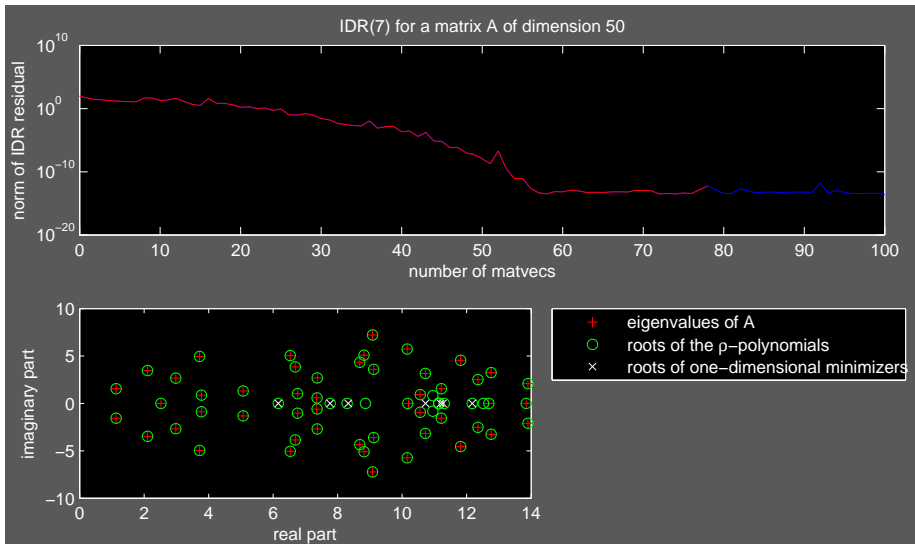 IDR(7) for a matrix A of dimension 50
norm of IDR residual
10^10
10^0
10^−10
10^−20
0 10 20 30 40 50 60 70 80 90 100
number of matvecs
imaginary part
10
5
0
−5
−10
0 2 4 6 8 10 12 14
real part
eigenvalues of A
roots of the ρ−polynomials
roots of one−dimensional minimizers